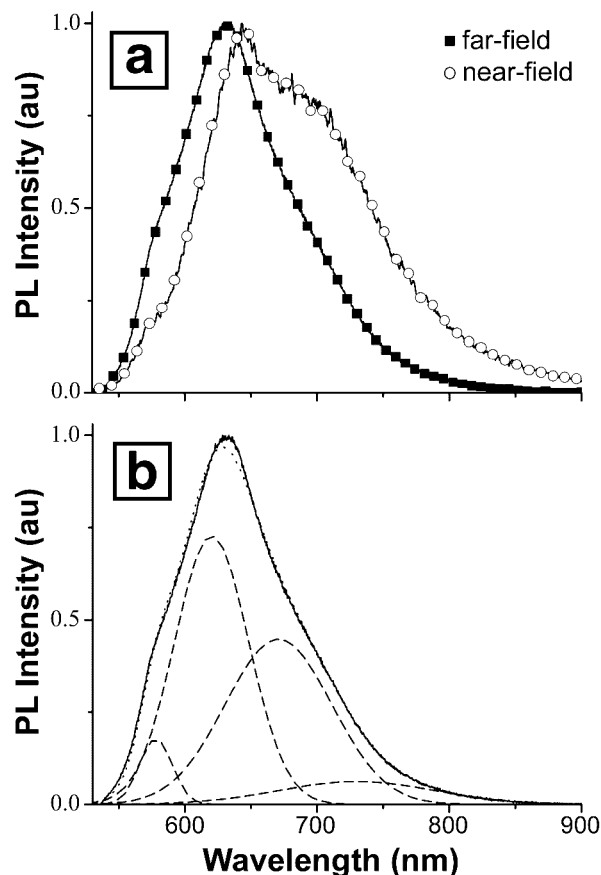 a
far-field
near-field
1.0
0.5
0.0
PL Intensity (au)
b
1.0
0.5
0.0
PL Intensity (au)
600 700 800 900
Wavelength (nm)